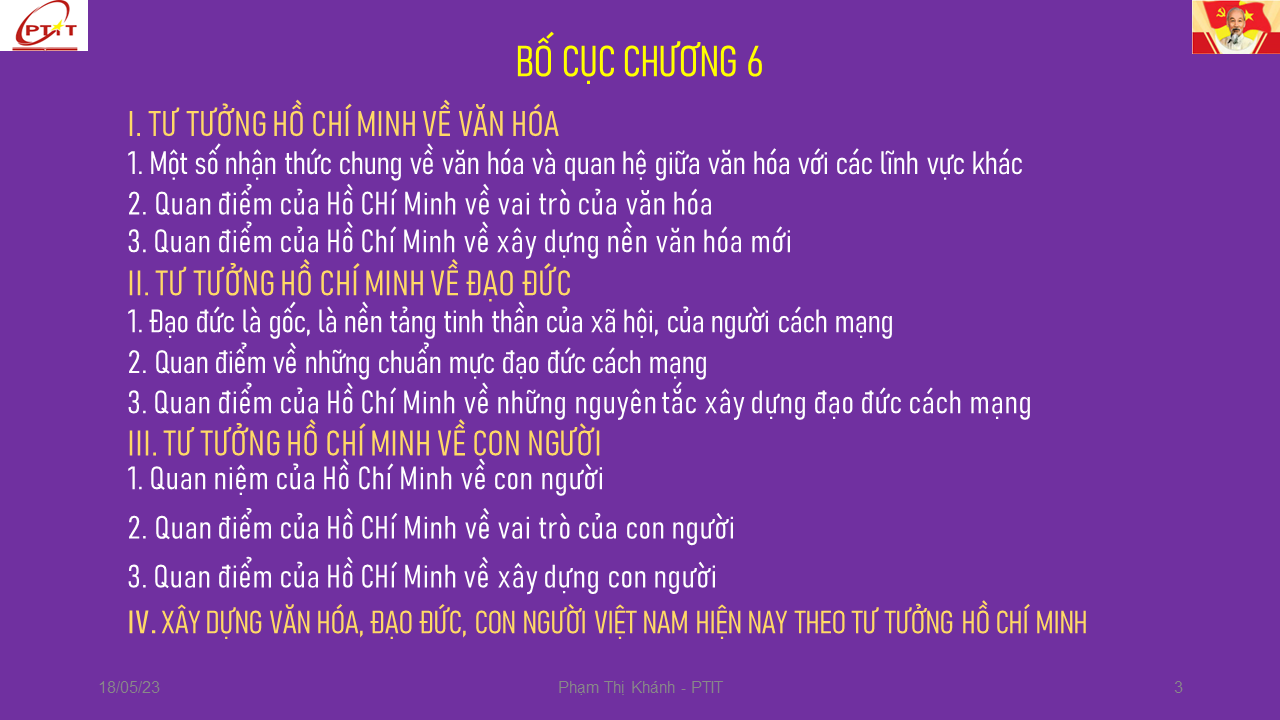 PTIT
BỐ CỤC CHƯƠNG 6
I. TƯ TƯỞNG HỒ CHÍ MINH VỀ VĂN HÓA
1. Một số nhận thức chung về văn hóa và quan hệ giữa văn hóa với các lĩnh vực khác
2. Quan điểm của Hồ CHí Minh về vai trò của văn hóa
3. Quan điểm của Hồ Chí Minh về xây dựng nền văn hóa mới
II. TƯ TƯỞNG HỒ CHÍ MINH VỀ ĐẠO ĐỨC
1. Đạo đức là gốc, là nền tảng tinh thần của xã hội, của người cách mạng
2. Quan điểm về những chuẩn mực đạo đức cách mạng
3. Quan điểm của Hồ Chí Minh về những nguyên tắc xây dựng đạo đức cách mạng
III. TƯ TƯỞNG HỒ CHÍ MINH VỀ CON NGƯỜI
1. Quan niệm của Hồ Chí Minh về con người
2. Quan điểm của Hồ CHí Minh về vai trò của con người
3. Quan điểm của Hồ CHí Minh về xây dựng con người
IV. XÂY DỰNG VĂN HÓA, ĐẠO ĐỨC, CON NGƯỜI VIỆT NAM HIỆN NAY THEO TƯ TƯỞNG HỒ CHÍ MINH
18/05/23
Phạm Thị Khánh - PTIT
3